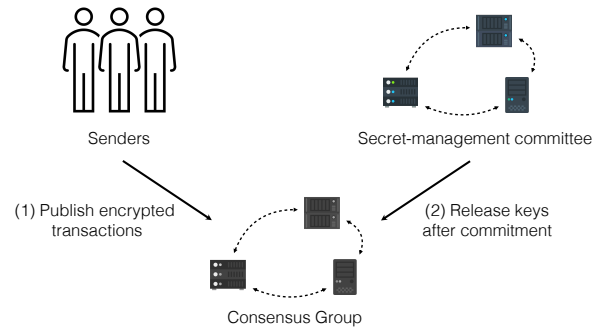 Senders
Secret-management committee
(1) Publish encrypted
transactions
(2) Release keys
after commitment
Consensus Group